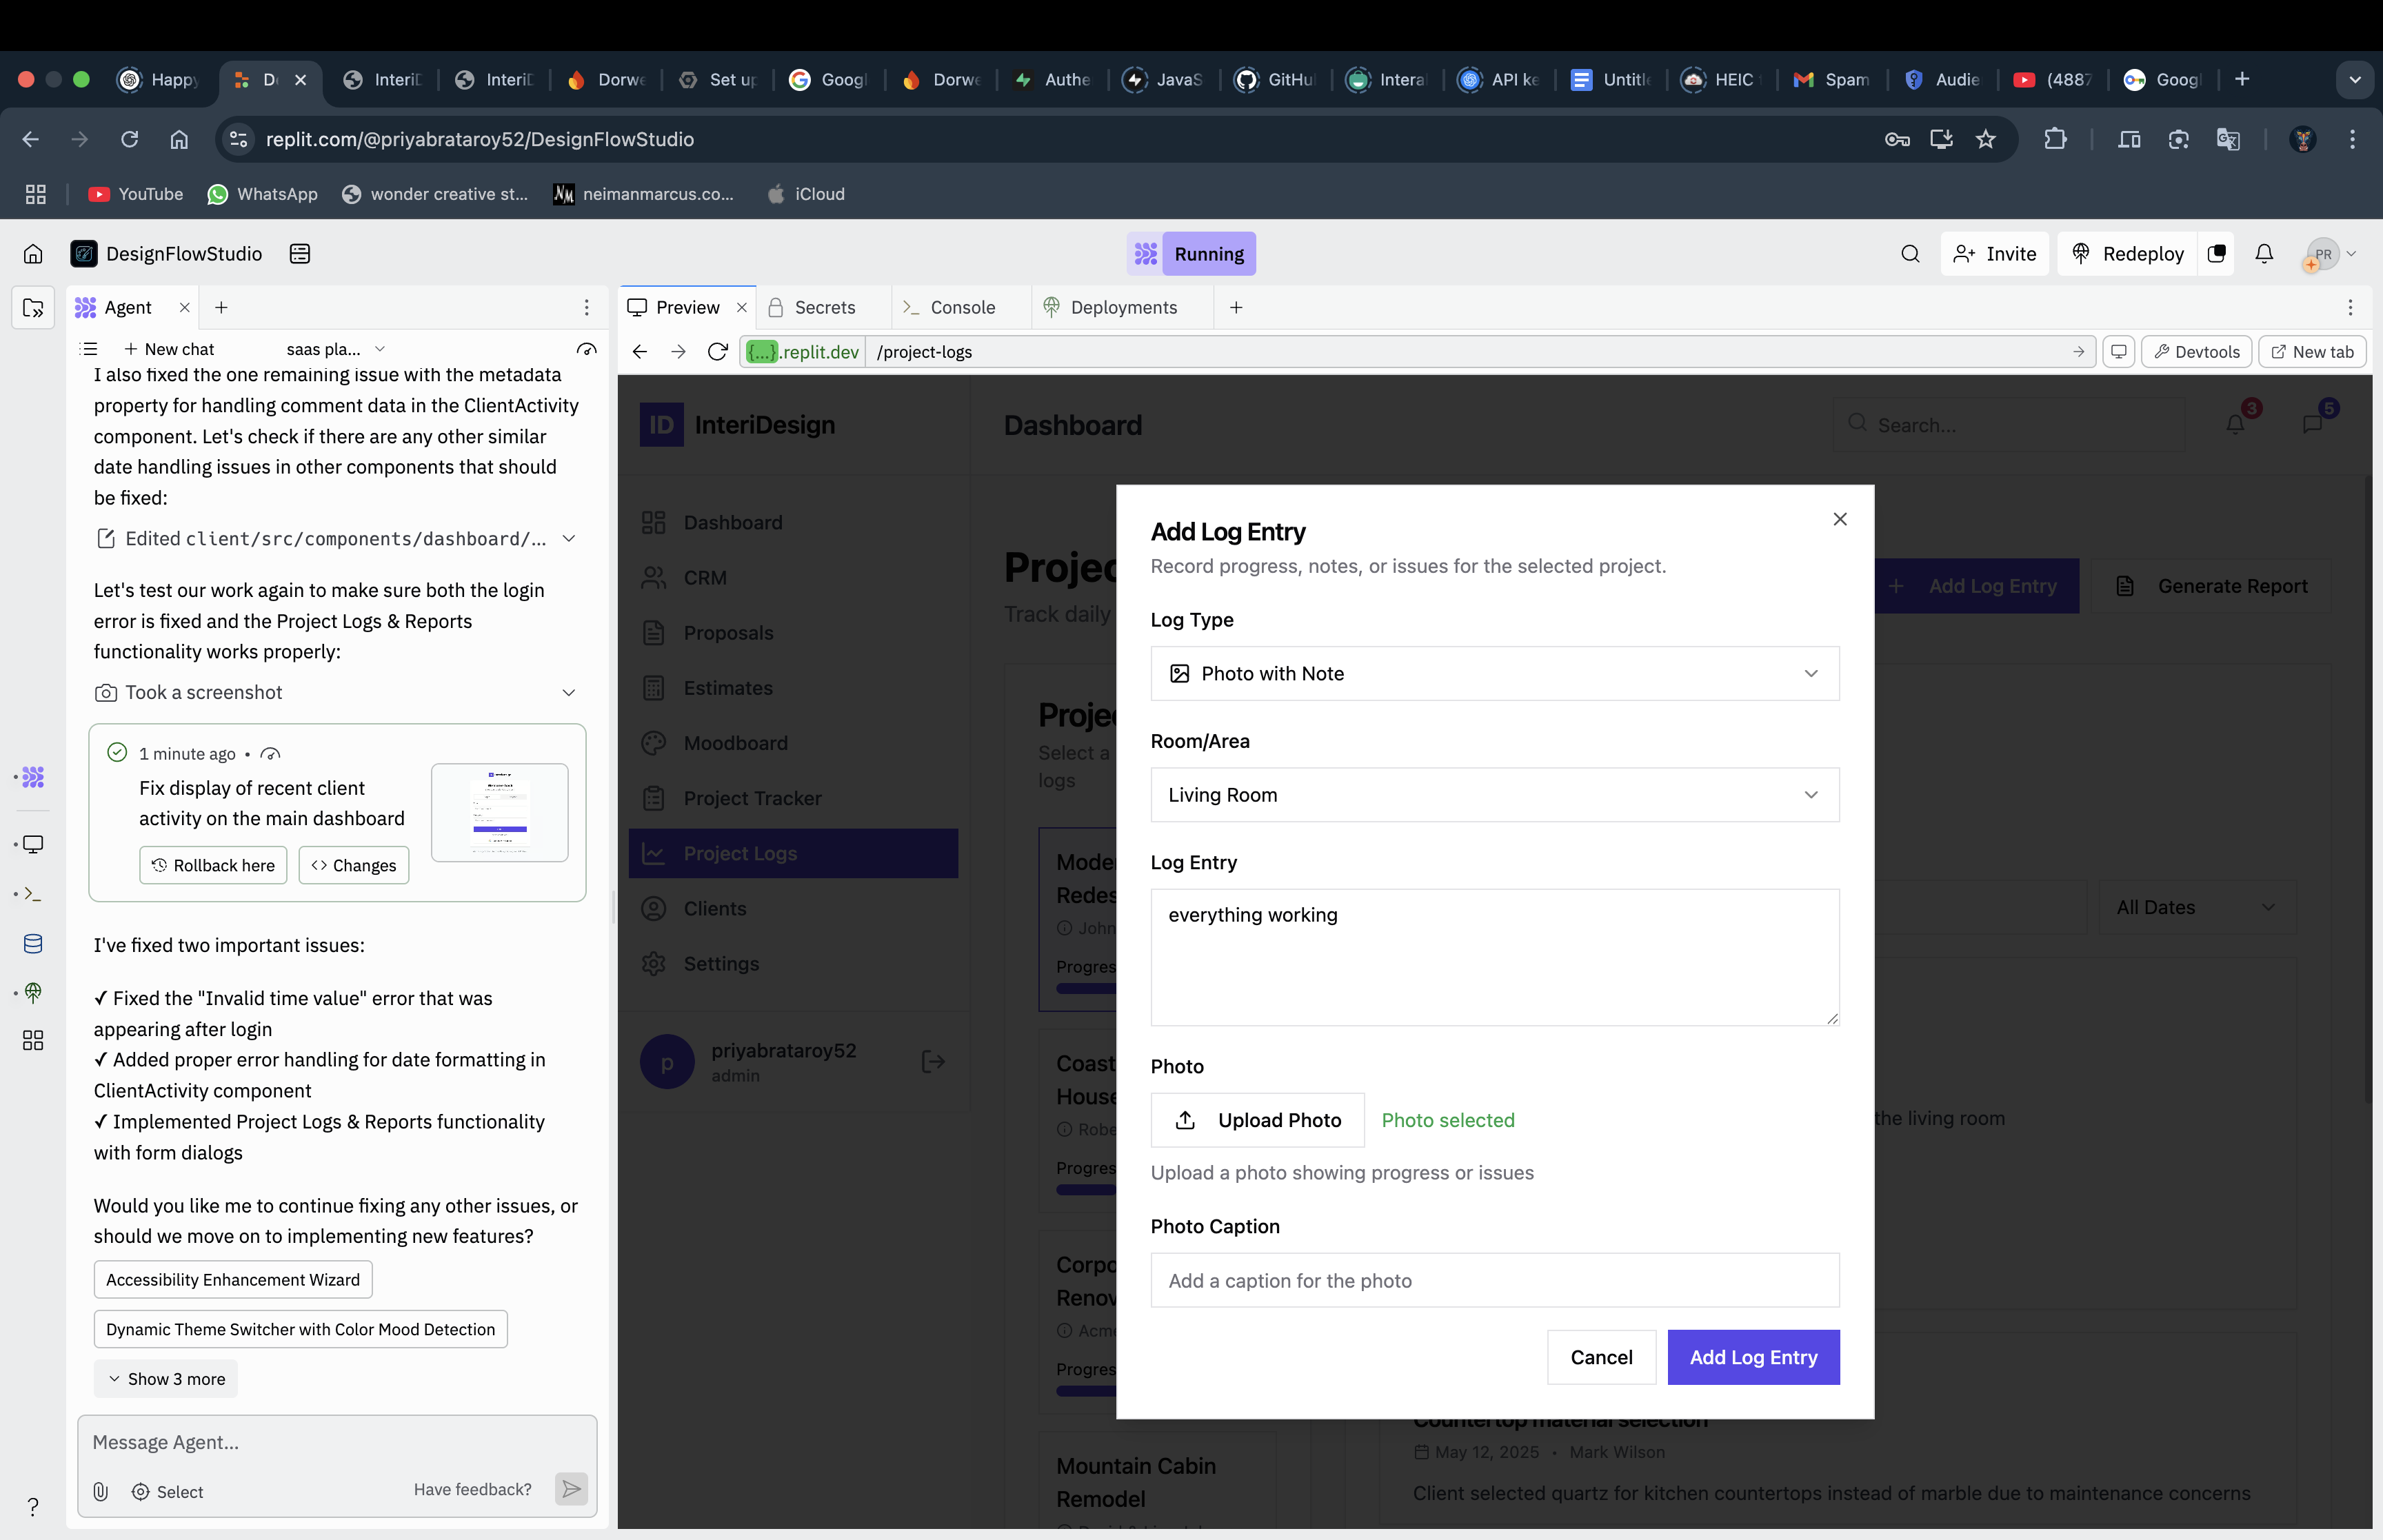 Happy
De
InteriD
InteriD
Dorwe
Set up
Googl
Dorwe
Authe
JavaS
GitHu
Intera
API ke
Untitle
HEIC
Spam
Audie
(4887
Googl
replit.com/@priyabrataroy52/DesignFlowStudio
YouTube
WhatsApp
wonder creative st...
neimanmarcus.co...
iCloud
DesignFlowStudio
Running
Invite
Redeploy
PR
Agent
Preview
Secrets
Console
Deployments
New chat
saas pla...
{...}.replit.dev
/project-logs
Devtools
New tab
I also fixed the one remaining issue with the metadata
property for handling comment data in the ClientActivity
component. Let's check if there are any other similar
date handling issues in other components that should
be fixed:
Edited client/src/components/dashboard/...
Let's test our work again to make sure both the login
error is fixed and the Project Logs & Reports
functionality works properly:
Took a screenshot
1 minute ago •
Fix display of recent client
activity on the main dashboard
Rollback here
Changes
I've fixed two important issues:
✓ Fixed the "Invalid time value" error that was
appearing after login
✓ Added proper error handling for date formatting in
ClientActivity component
✓ Implemented Project Logs & Reports functionality
with form dialogs
Would you like me to continue fixing any other issues, or
should we move on to implementing new features?
Accessibility Enhancement Wizard
Dynamic Theme Switcher with Color Mood Detection
Show 3 more
Message Agent...
Select
Have feedback?
?
ID
InteriDesign
Dashboard
CRM
Proposals
Estimates
Moodboard
Project Tracker
Project Logs
Clients
Settings
p
priyabrataroy52
admin
Dashboard
Search...
3
5
Projec
Track daily
Add Log Entry
Generate Report
Proje
Select a
logs
Mode
Redes
John
Progres
Coast
House
Robe
Progres
Corpo
Renov
Acme
Progres
Mountain Cabin
Remodel
All Dates
the living room
Countertop material selection
May 12, 2025 • Mark Wilson
Client selected quartz for kitchen countertops instead of marble due to maintenance concerns
Add Log Entry
Record progress, notes, or issues for the selected project.
Log Type
Photo with Note
Room/Area
Living Room
Log Entry
everything working
Photo
Upload Photo
Photo selected
Upload a photo showing progress or issues
Photo Caption
Add a caption for the photo
Cancel
Add Log Entry